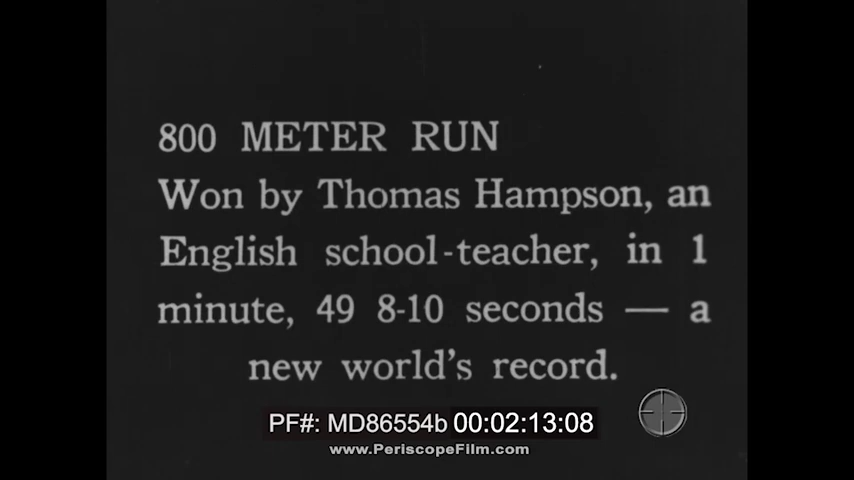 800 METER RUN
Won by Thomas Hampson, an
English school-teacher, in 1
minute, 49 8-10 seconds — a
new world's record.
PF#: MD86554b 00:02:13:08
www.PeriscopeFilm.com